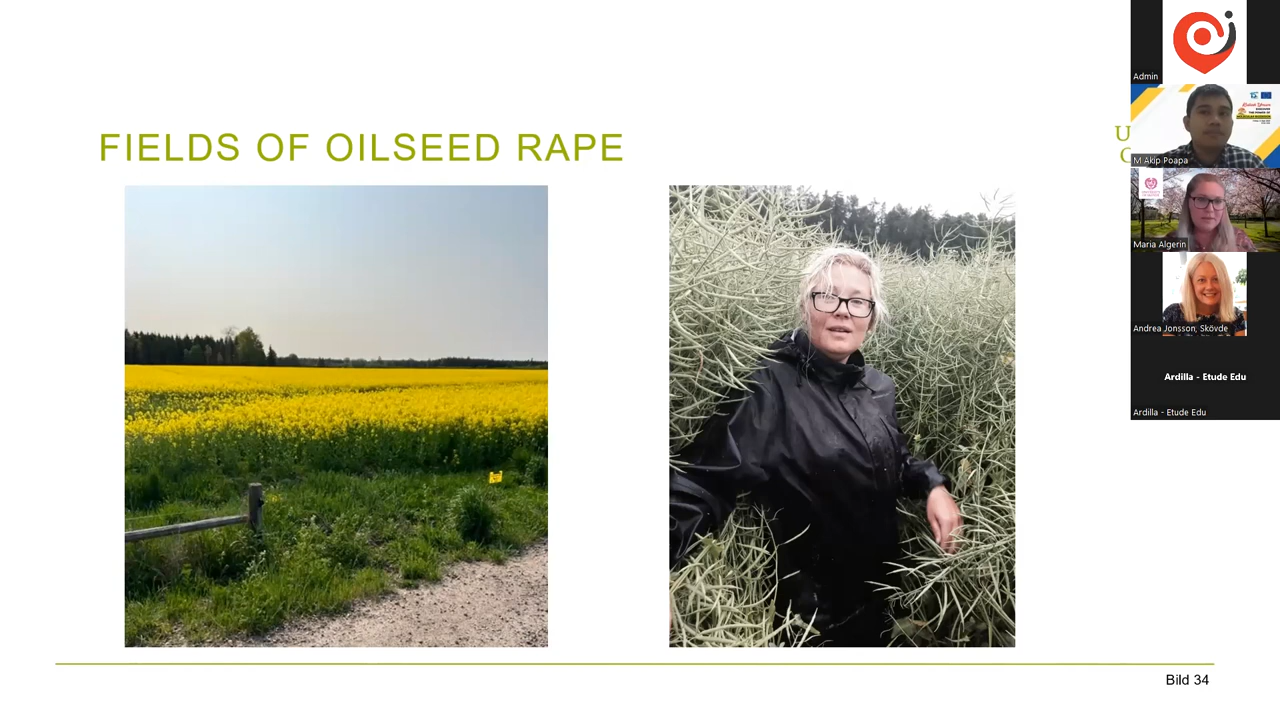 FIELDS OF OILSEED RAPE
Bild 34
Admin
M Akip Poapa
Maria Algerin
Andrea Jonsson, Skövde
Ardilla - Etude Edu
Ardilla - Etude Edu